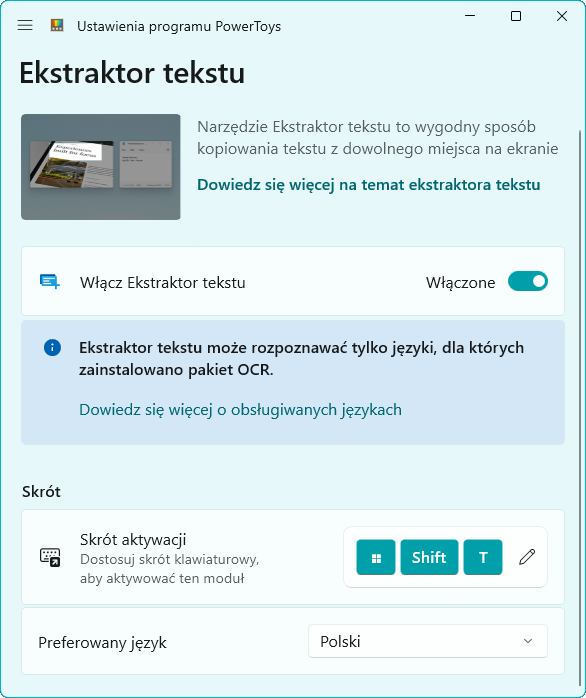 Ustawienia programu PowerToys
Ekstraktor tekstu
Narzędzie Ekstraktor tekstu to wygodny sposób
kopiowania tekstu z dowolnego miejsca na ekranie
Dowiedz się więcej na temat ekstraktora tekstu
Włącz Ekstraktor tekstu
Włączone
Ekstraktor tekstu może rozpoznawać tylko języki, dla których
zainstalowano pakiet OCR.
Dowiedz się więcej o obsługiwanych językach
Skrót
Skrót aktywacji
Dostosuj skrót klawiaturowy,
aby aktywować ten moduł
Shift
T
Preferowany język
Polski